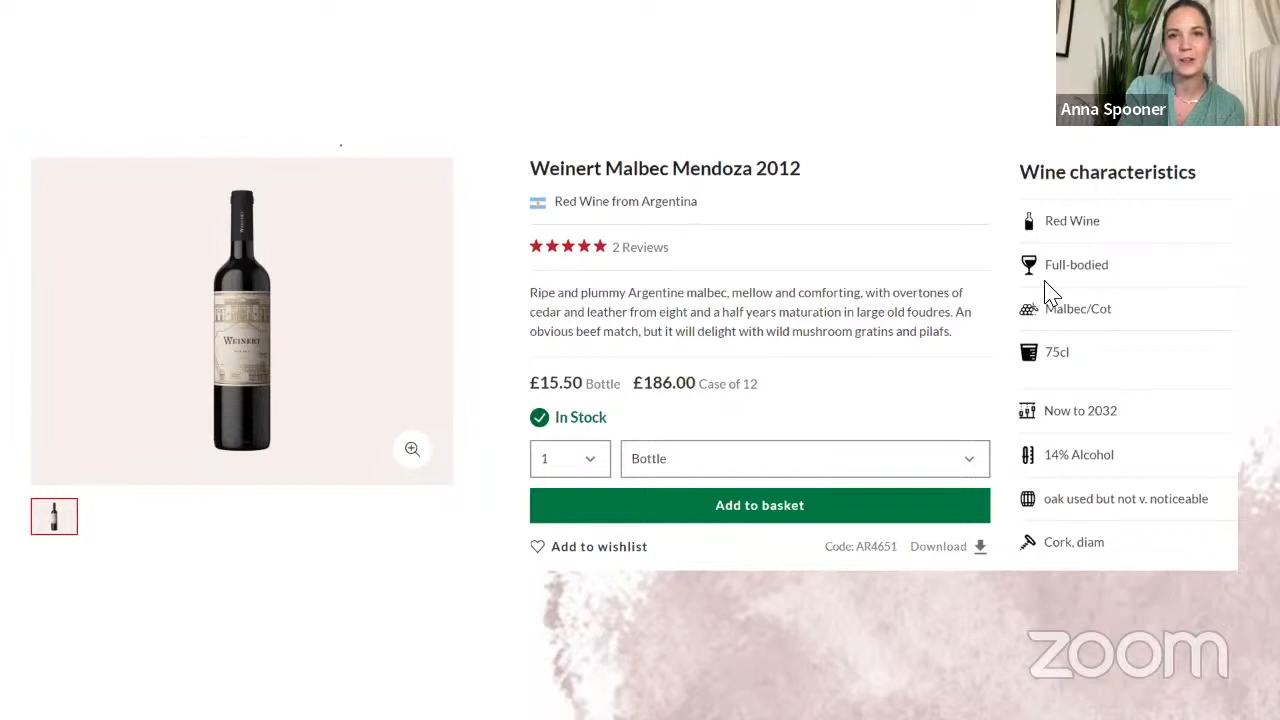 Anna Spooner
Weinert Malbec Mendoza 2012
Red Wine from Argentina
2 Reviews
Ripe and plummy Argentine malbec, mellow and comforting, with overtones of
cedar and leather from eight and a half years maturation in large old foudres. An
obvious beef match, but it will delight with wild mushroom gratins and pilafs.
£15.50 Bottle £186.00 Case of 12
In Stock
1 Bottle
Add to basket
Add to wishlist Code: AR4651 Download
Wine characteristics
Red Wine
Full-bodied
Malbec/Cot
75cl
Now to 2032
14% Alcohol
oak used but not v. noticeable
Cork, diam
WEINERT
zoom